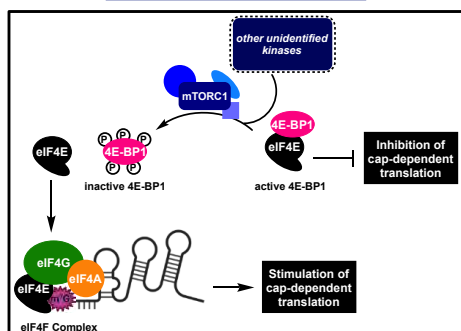 other unidentified
kinases
mTORC1
P
P
P
P
P
4E-BP1
inactive 4E-BP1
eIF4E
4E-BP1
eIF4E
active 4E-BP1
Inhibition of
cap-dependent
translation
eIF4G
eIF4A
eIF4E
m⁷G
eIF4F Complex
Stimulation of
cap-dependent
translation